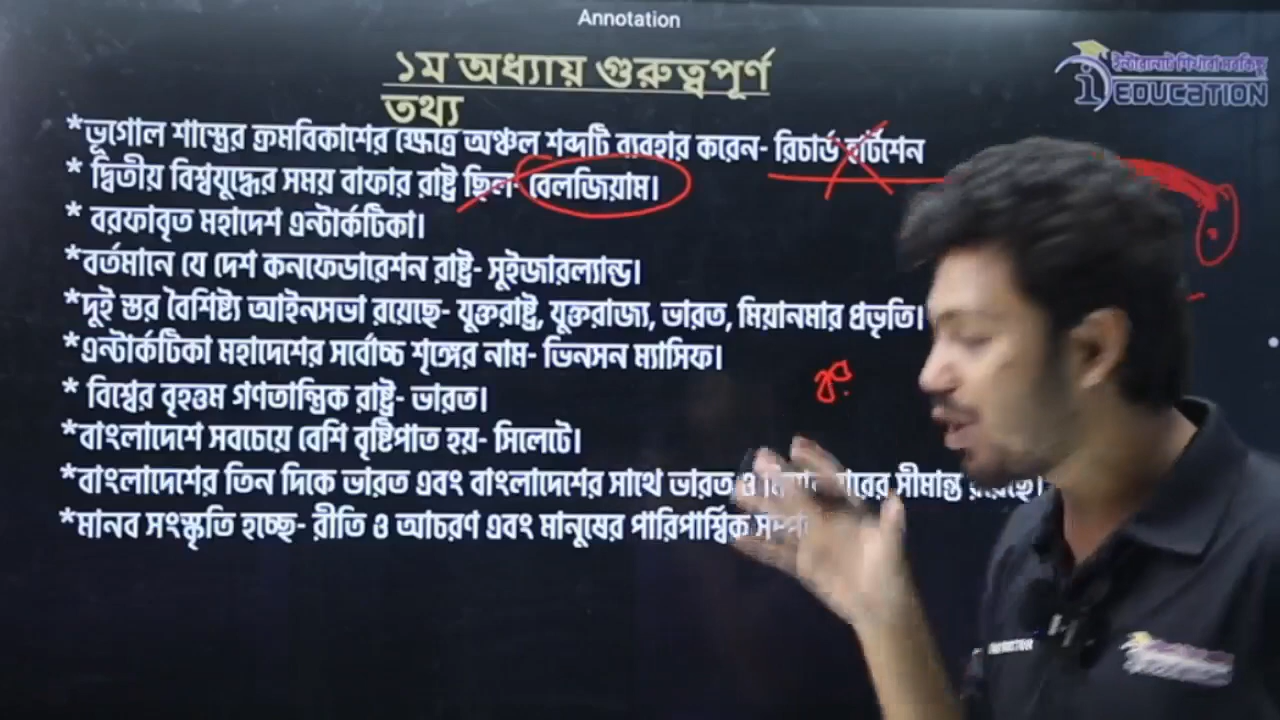 Annotation
১ম অধ্যায় গুরুত্বপূর্ণ
তথ্য
EDUCATION
*ভূগোল শাস্ত্রের ক্রমবিকাশের ক্ষেত্রে অঞ্চল শব্দটি ব্যবহার করেন- রিচার্ড হার্টশেন
* দ্বিতীয় বিশ্বযুদ্ধের সময় বাফার রাষ্ট্র ছিল- বেলজিয়াম।
* বরফাবৃত মহাদেশ এন্টার্কটিকা।
*বর্তমানে যে দেশ কনফেডারেশন রাষ্ট্র- সুইজারল্যান্ড।
*দুই স্তর বৈশিষ্ট্য আইনসভা রয়েছে- যুক্তরাষ্ট্র, যুক্তরাজ্য, ভারত, মিয়ানমার প্রভৃতি।
*এন্টার্কটিকা মহাদেশের সর্বোচ্চ শৃঙ্গের নাম- ভিনসন ম্যাসিফ।
* বিশ্বের বৃহত্তম গণতান্ত্রিক রাষ্ট্র- ভারত।
*বাংলাদেশে সবচেয়ে বেশি বৃষ্টিপাত হয়- সিলেটে।
*বাংলাদেশের তিন দিকে ভারত এবং বাংলাদেশের সাথে ভারত ও সীমান্ত রয়েছে।
*মানব সংস্কৃতি হচ্ছে- রীতি ও আচরণ এবং মানুষের পারিপার্শ্বিক